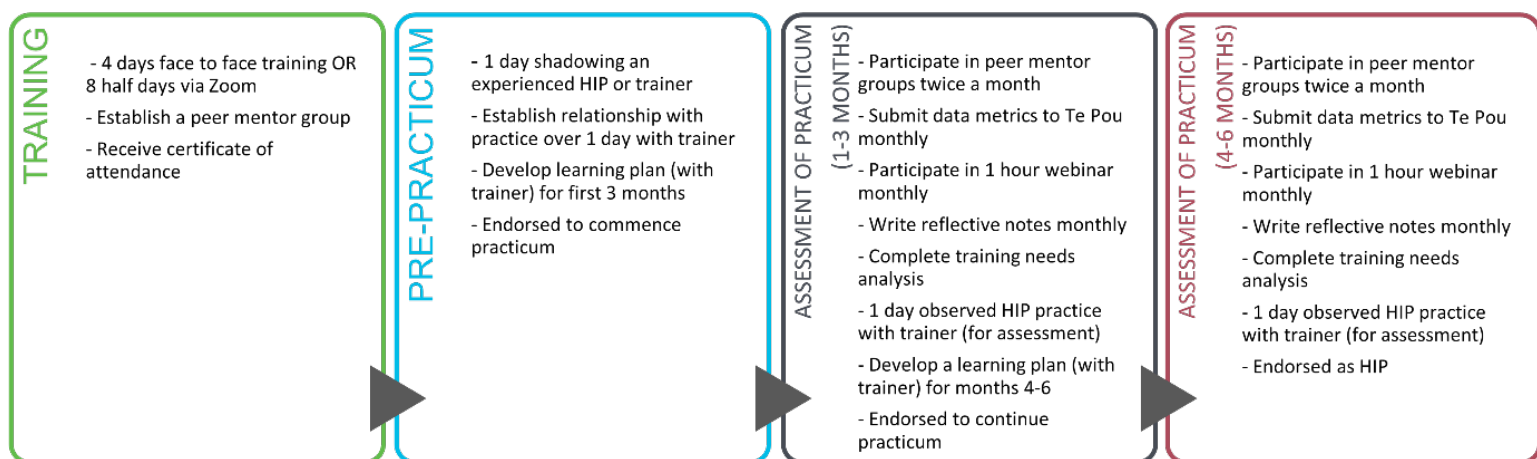 TRAINING
- 4 days face to face training OR
8 half days via Zoom
- Establish a peer mentor group
- Receive certificate of
attendance
PRE-PRACTICUM
- 1 day shadowing an
experienced HIP or trainer
- Establish relationship with
practice over 1 day with trainer
- Develop learning plan (with
trainer) for first 3 months
- Endorsed to commence
practicum
ASSESSMENT OF PRACTICUM
(1-3 MONTHS)
- Participate in peer mentor
groups twice a month
- Submit data metrics to Te Pou
monthly
- Participate in 1 hour webinar
monthly
- Write reflective notes monthly
- Complete training needs
analysis
- 1 day observed HIP practice
with trainer (for assessment)
- Develop a learning plan (with
trainer) for months 4-6
- Endorsed to continue
practicum
ASSESSMENT OF PRACTICUM
(4-6 MONTHS)
- Participate in peer mentor
groups twice a month
- Submit data metrics to Te Pou
monthly
- Participate in 1 hour webinar
monthly
- Write reflective notes monthly
- Complete training needs
analysis
- 1 day observed HIP practice
with trainer (for assessment)
- Endorsed as HIP